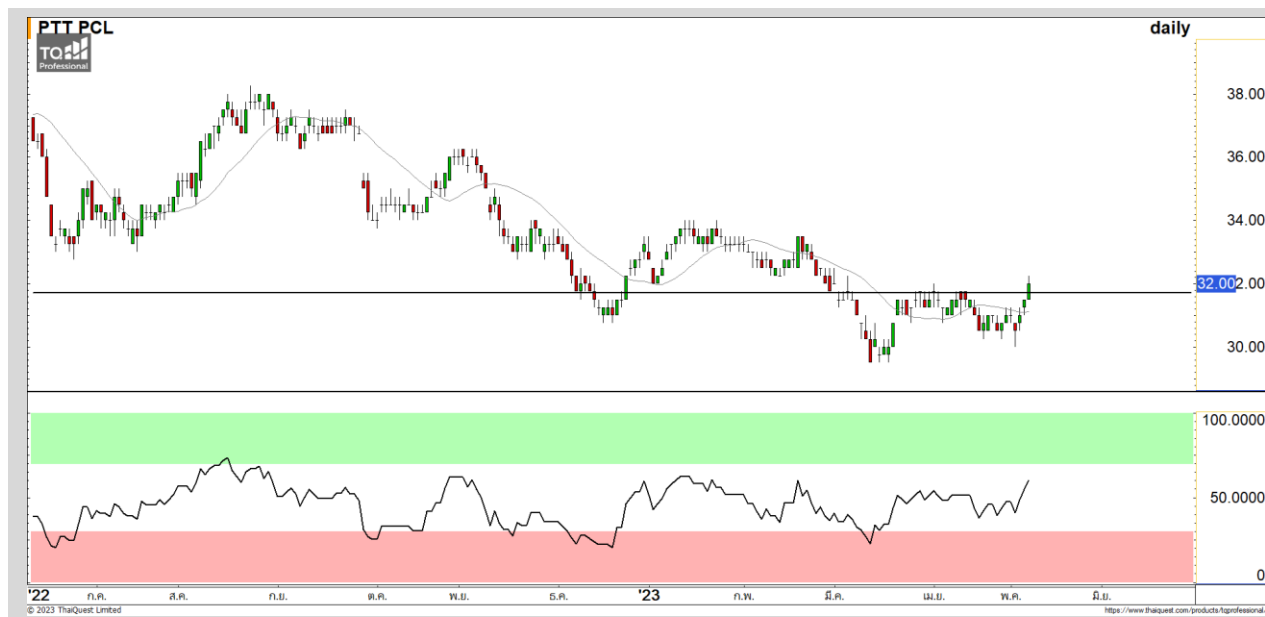 PTT PCL daily
TQ
Professional
38.00
36.00
34.00
32.00 2.00
30.00
100.0000
50.0000
0
'22 ก.ค. ส.ค. ก.ย. ต.ค. พ.ย. ธ.ค. '23 ก.พ. มี.ค. เม.ย. พ.ค. มิ.ย.
© 2023 ThaiQuest Limited https://www.thaiquest.com/products/tqprofessional/